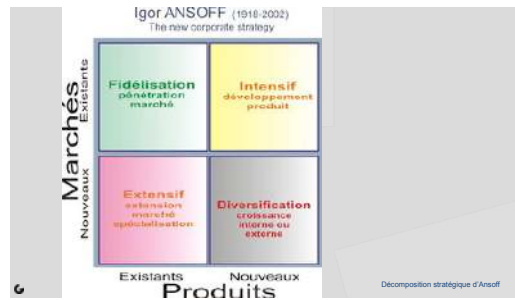 Igor ANSOFF (1918-2002)
The new corporate strategy
Marchés
Existants
Nouveaux
Fidélisation
pénétration
marché
Intensif
développement
produit
Extensif
extension
marché
spécialisation
Diversification
croissance
interne ou
externe
Existants Nouveaux
Produits
Décomposition stratégique d'Ansoff